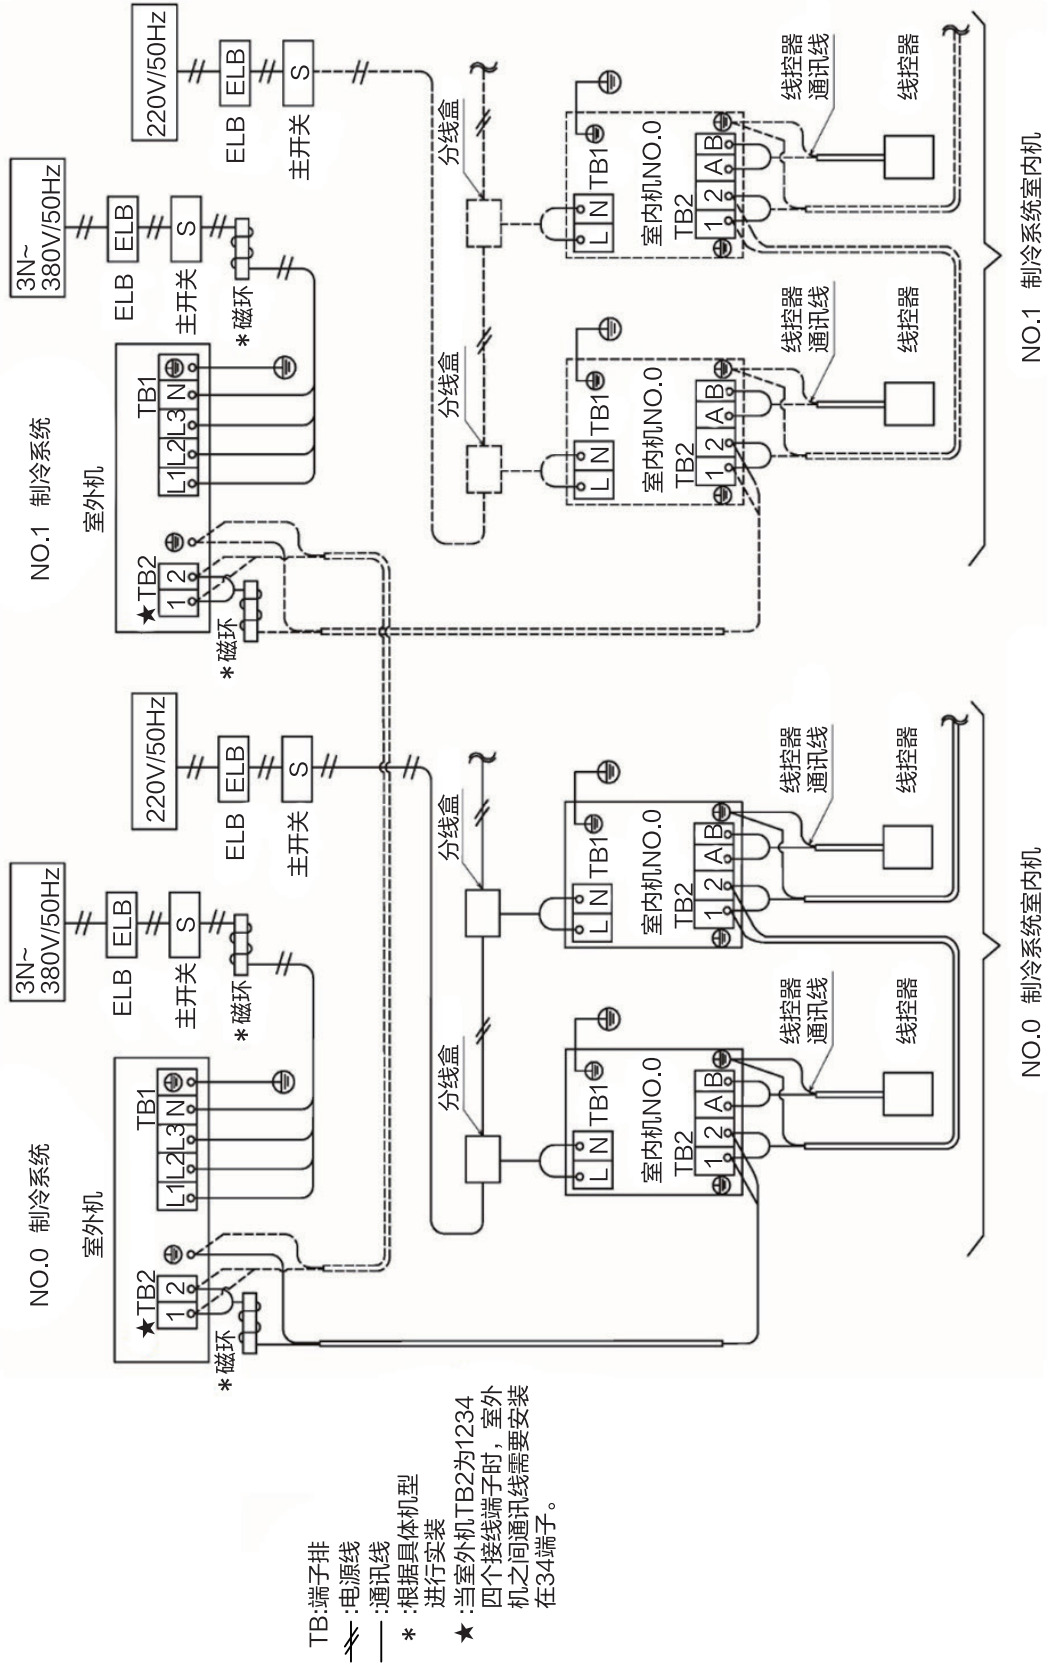 TB:端子排
:电源线
:通讯线
*:根据具体机型
进行实装
★:当室外机TB2为1234
四个接线端子时，室外
机之间通讯线需要安装
在34端子。
NO.0 制冷系统
室外机
★TB2
1 2
TB1
L1 L2 L3 N
*磁环
3N~
380V/50Hz
ELB
ELB
S
主开关
*磁环
220V/50Hz
ELB
ELB
S
主开关
分线盒
分线盒
TB1
L N
室内机NO.0
TB2
1 2 A B
线控器
通讯线
线控器
TB1
L N
室内机NO.0
TB2
1 2 A B
线控器
通讯线
线控器
NO.0 制冷系统室内机
NO.1 制冷系统
室外机
★TB2
1 2
TB1
L1 L2 L3 N
*磁环
3N~
380V/50Hz
ELB
ELB
S
主开关
*磁环
220V/50Hz
ELB
ELB
S
主开关
分线盒
分线盒
TB1
L N
室内机NO.0
TB2
1 2 A B
线控器
通讯线
线控器
TB1
L N
室内机NO.0
TB2
1 2 A B
线控器
通讯线
线控器
NO.1 制冷系统室内机